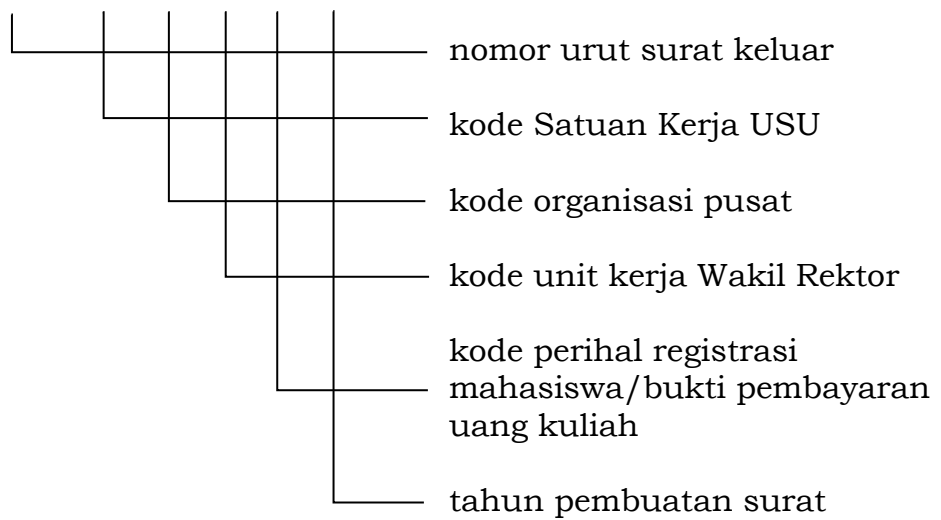 nomor urut surat keluar
kode Satuan Kerja USU
kode organisasi pusat
kode unit kerja Wakil Rektor
kode perihal registrasi
mahasiswa/bukti pembayaran
uang kuliah
tahun pembuatan surat